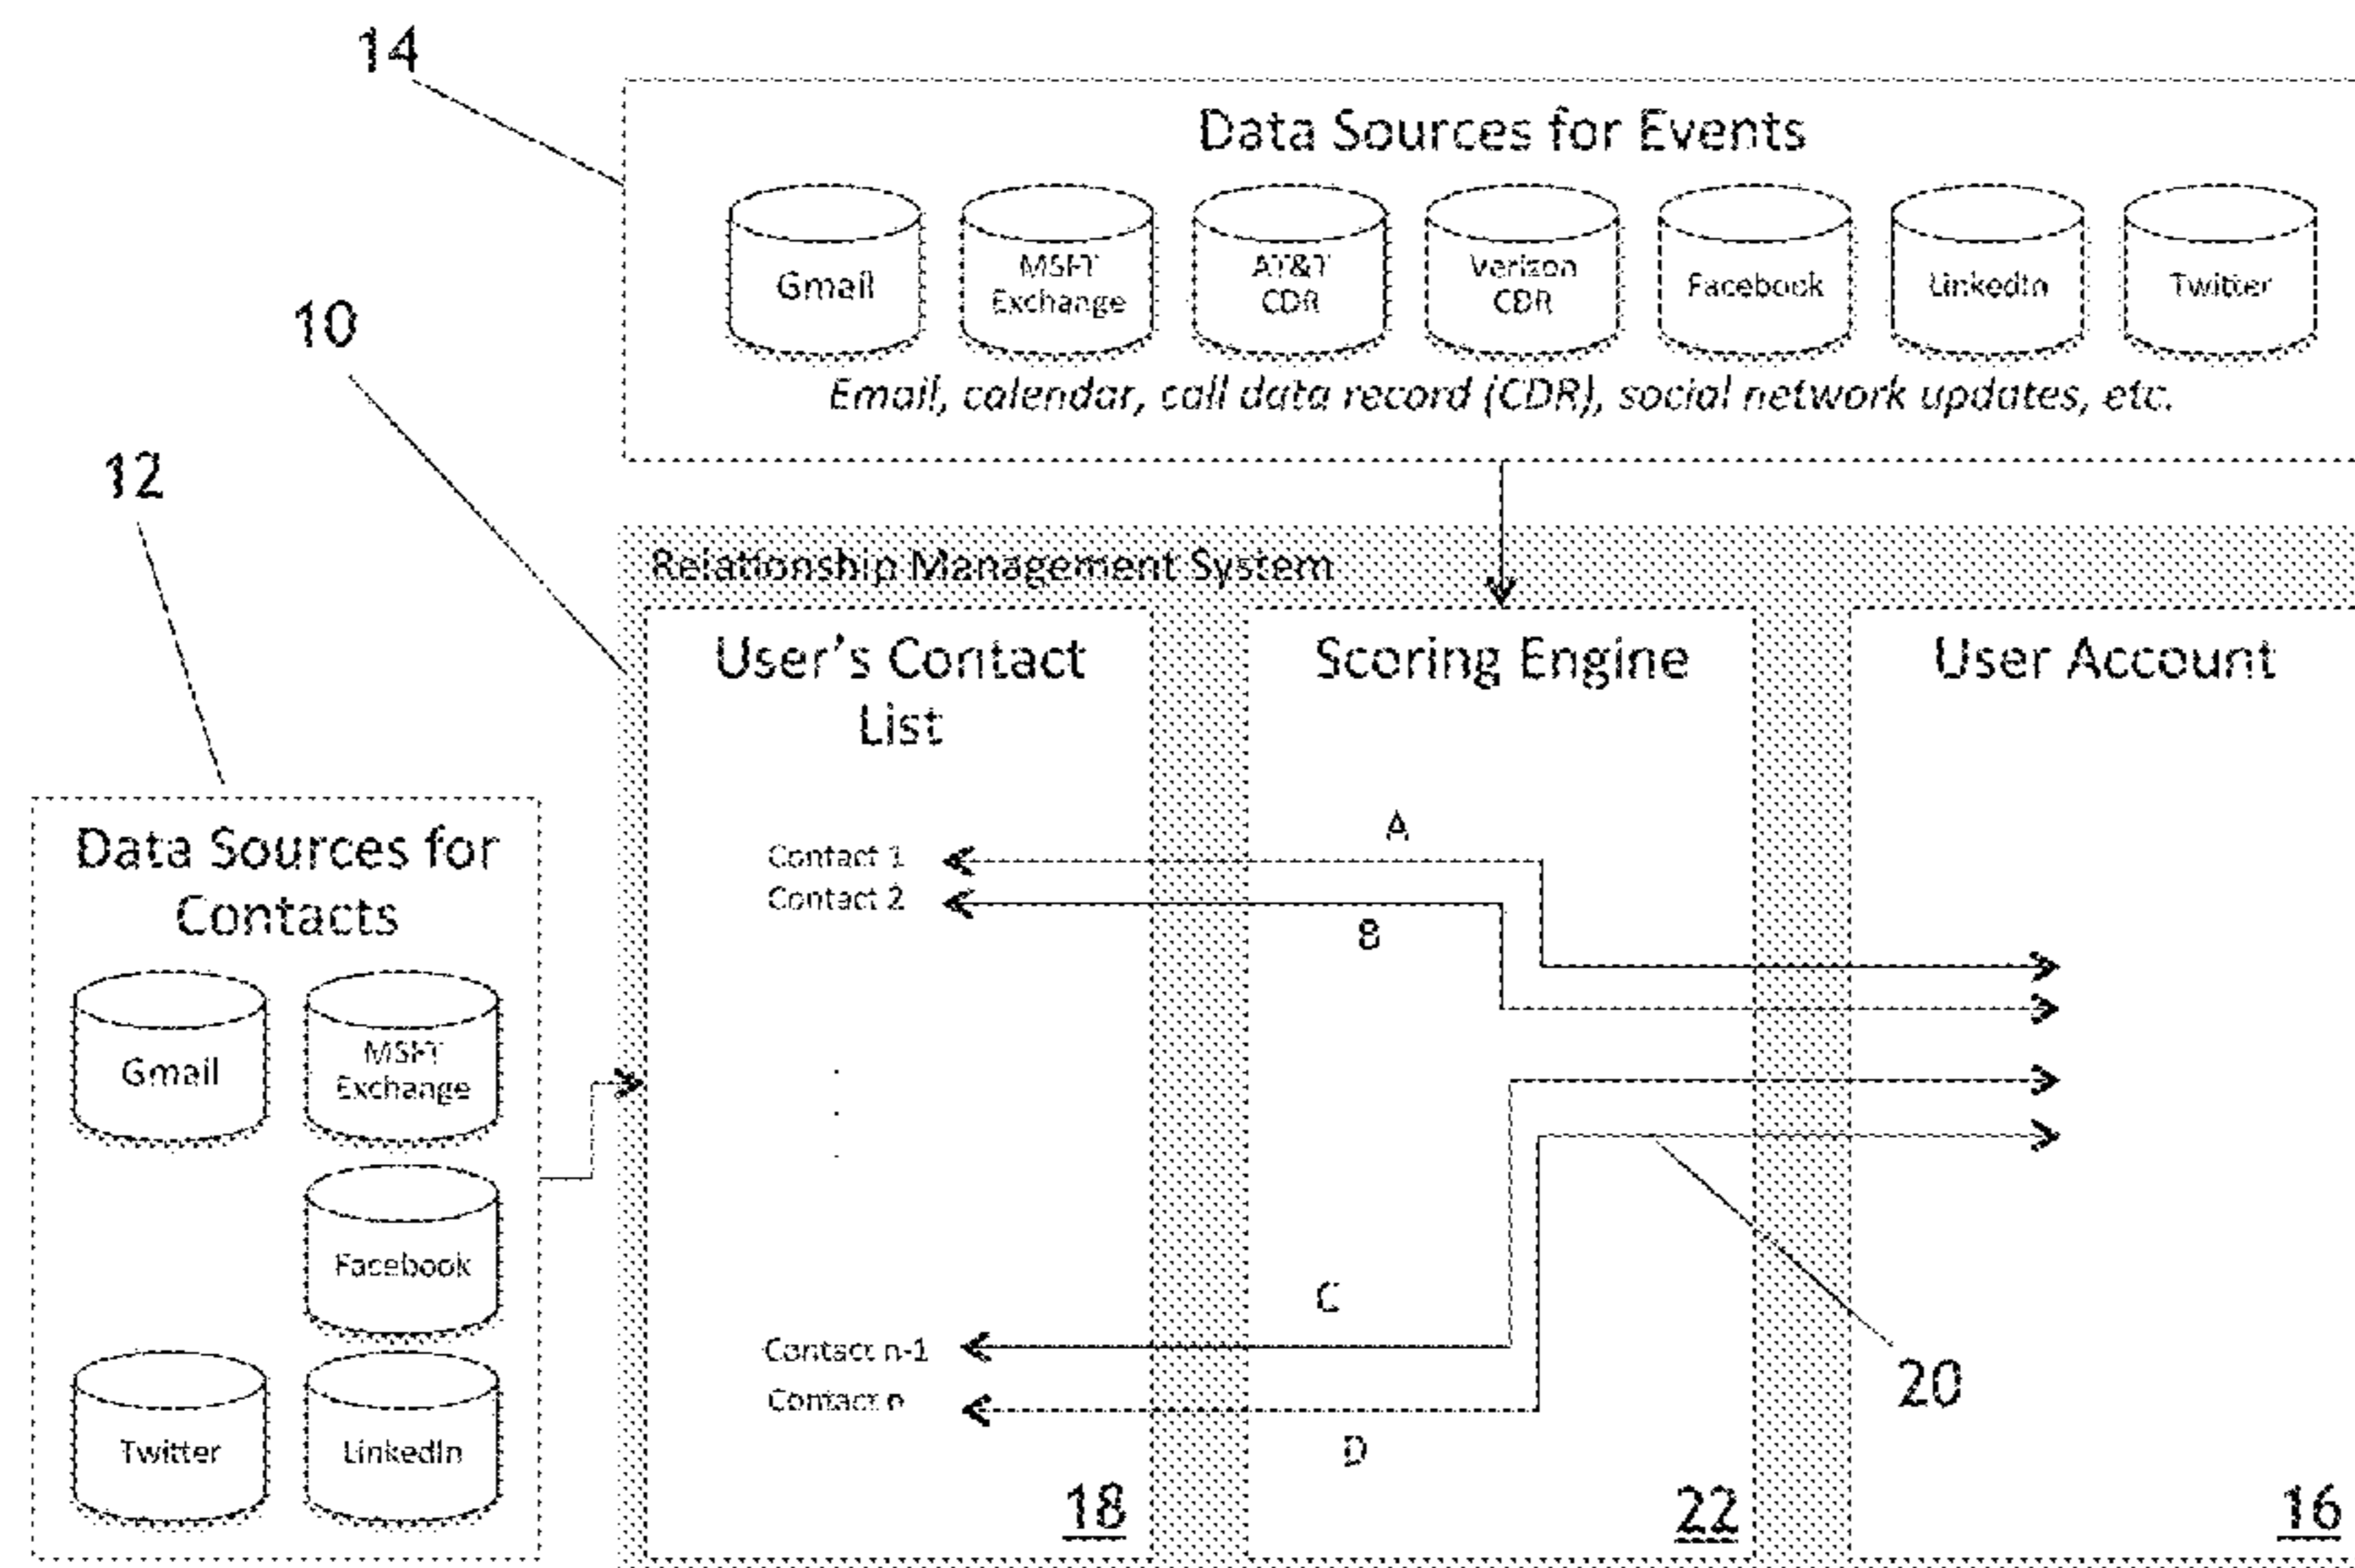 14
Data Sources for Events
Gmail
MSFT
Exchange
AT&T
CDR
Verizon
CDR
Facebook
LinkedIn
Twitter
Email, calendar, call data record (CDR), social network updates, etc.
10
12
Relationship Management System
User's Contact
List
Scoring Engine
User Account
Data Sources for
Contacts
Gmail
MSFT
Exchange
Facebook
Twitter
LinkedIn
A
Contact 1
Contact 2
B
.
.
.
C
Contact n-1
Contact n
D
20
18
22
16